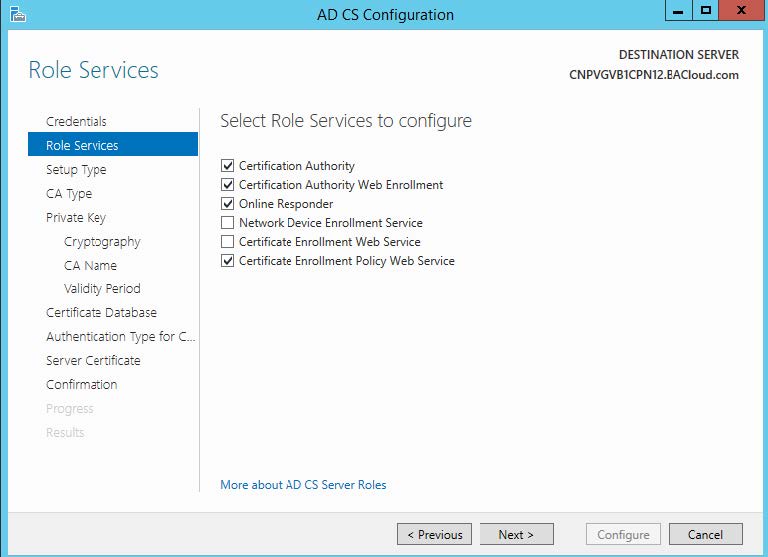 AD CS Configuration
X
Role Services
DESTINATION SERVER
CNPVGVB1CPN12.BACloud.com
Credentials
Role Services
Setup Type
CA Type
Private Key
Cryptography
CA Name
Validity Period
Certificate Database
Authentication Type for C...
Server Certificate
Confirmation
Progress
Results
Select Role Services to configure
Certification Authority
Certification Authority Web Enrollment
Online Responder
Network Device Enrollment Service
Certificate Enrollment Web Service
Certificate Enrollment Policy Web Service
More about AD CS Server Roles
< Previous
Next >
Configure
Cancel